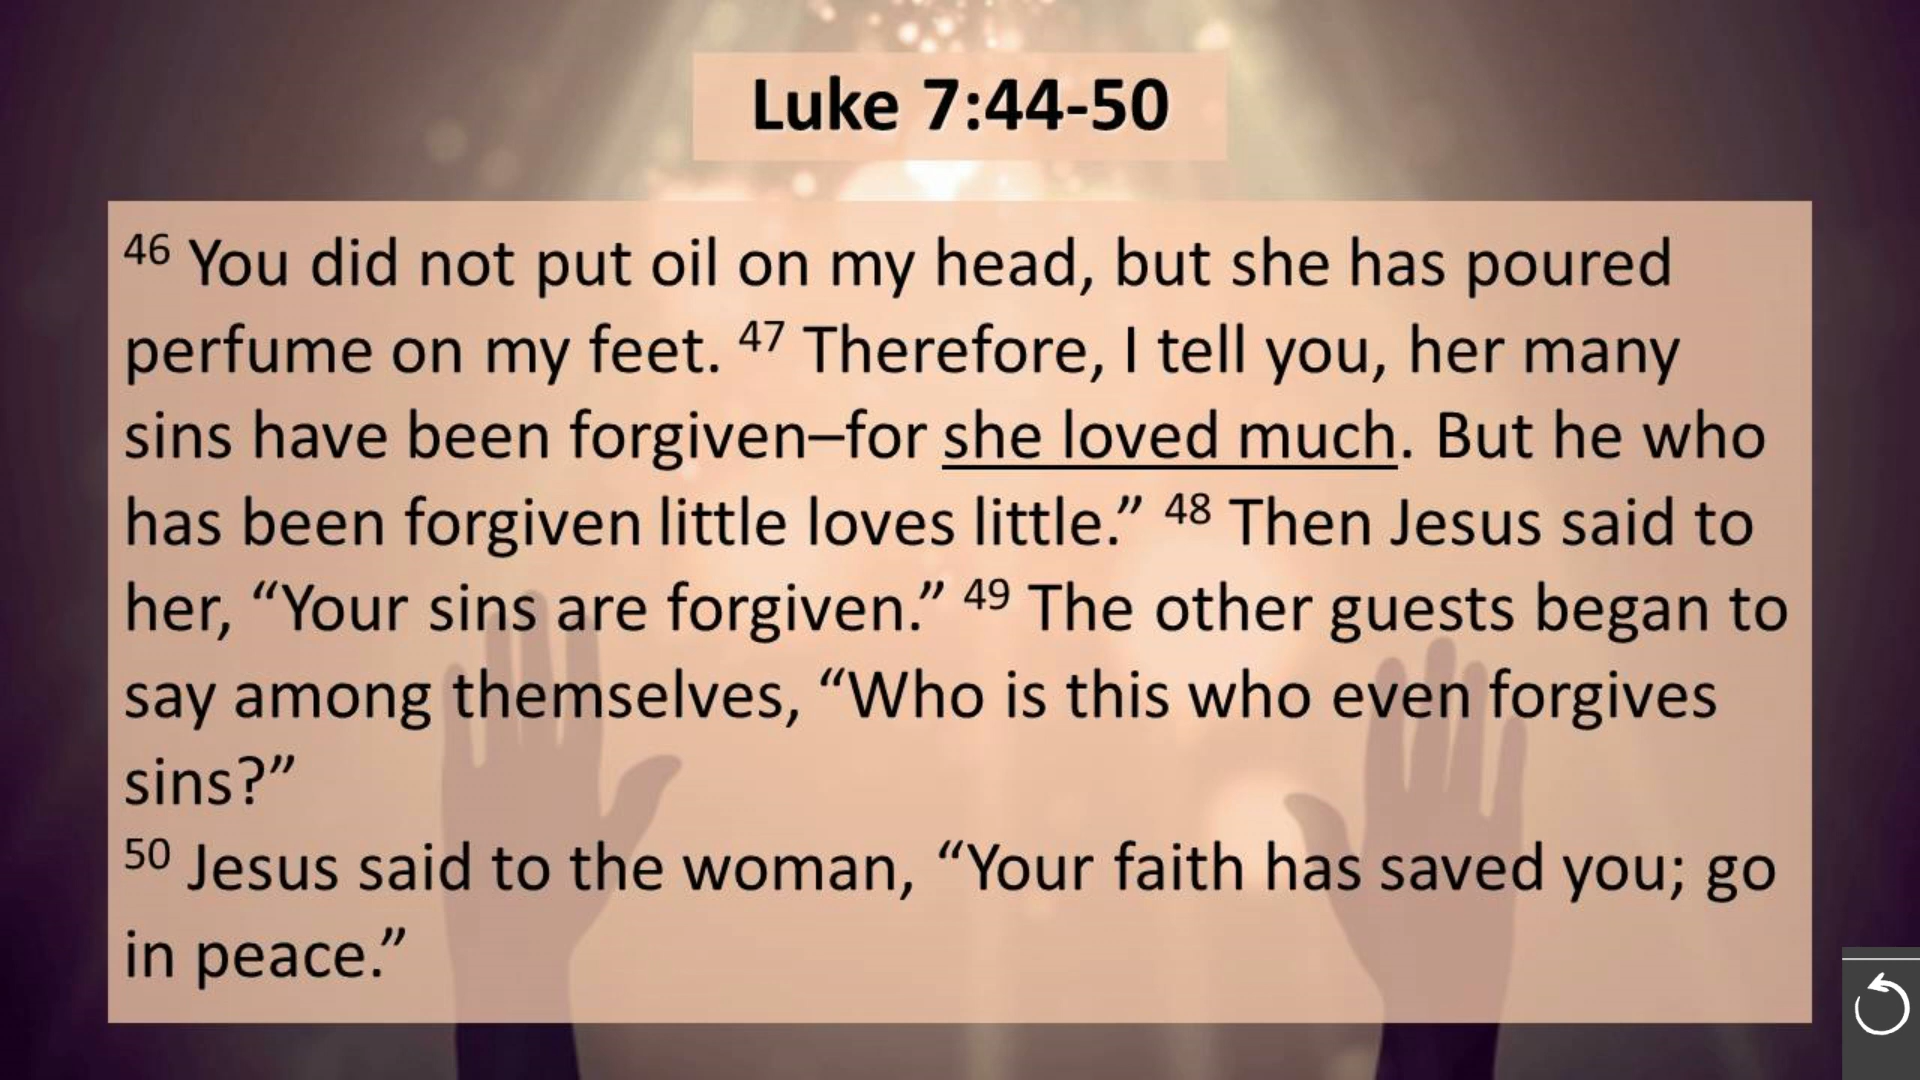 Luke 7:44-50
46 You did not put oil on my head, but she has poured
perfume on my feet. 47 Therefore, I tell you, her many
sins have been forgiven–for she loved much. But he who
has been forgiven little loves little.” 48 Then Jesus said to
her, “Your sins are forgiven.” 49 The other guests began to
say among themselves, “Who is this who even forgives
sins?”
50 Jesus said to the woman, “Your faith has saved you; go
in peace.”